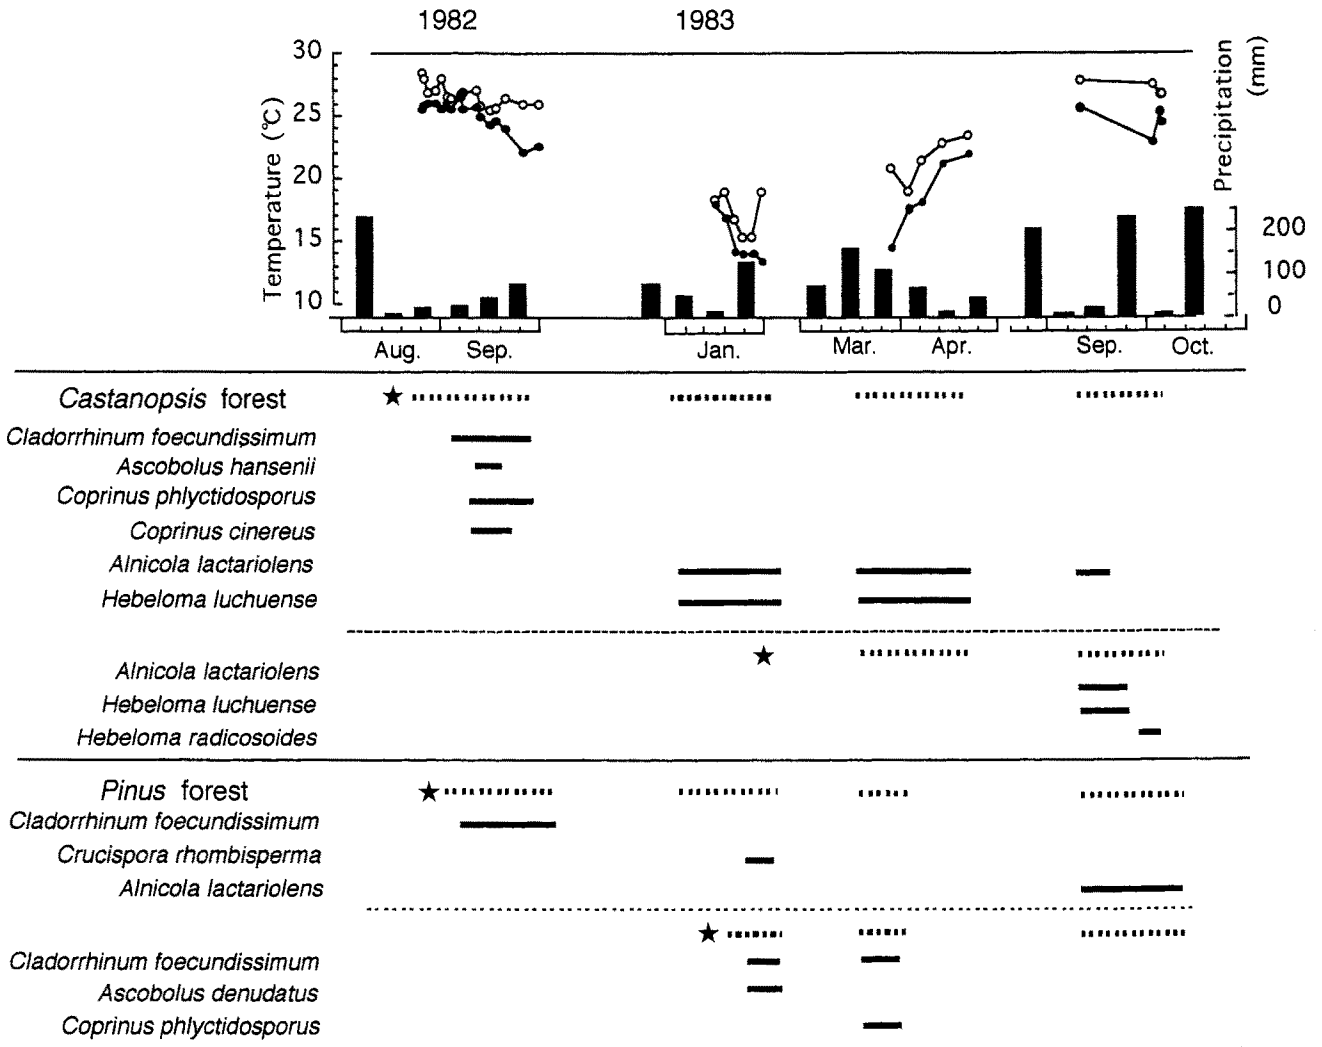 1982 1983
30
25
20
15
10
Temperature (℃)
Precipitation
(mm)
200
100
0
Aug. Sep. Jan. Mar. Apr. Sep. Oct.
Castanopsis forest
Cladorrhinum foecundissimum
Ascobolus hansenii
Coprinus phlyctidosporus
Coprinus cinereus
Alnicola lactariolens
Hebeloma luchuense
Alnicola lactariolens
Hebeloma luchuense
Hebeloma radicosoides
Pinus forest
Cladorrhinum foecundissimum
Crucispora rhombisperma
Alnicola lactariolens
Cladorrhinum foecundissimum
Ascobolus denudatus
Coprinus phlyctidosporus